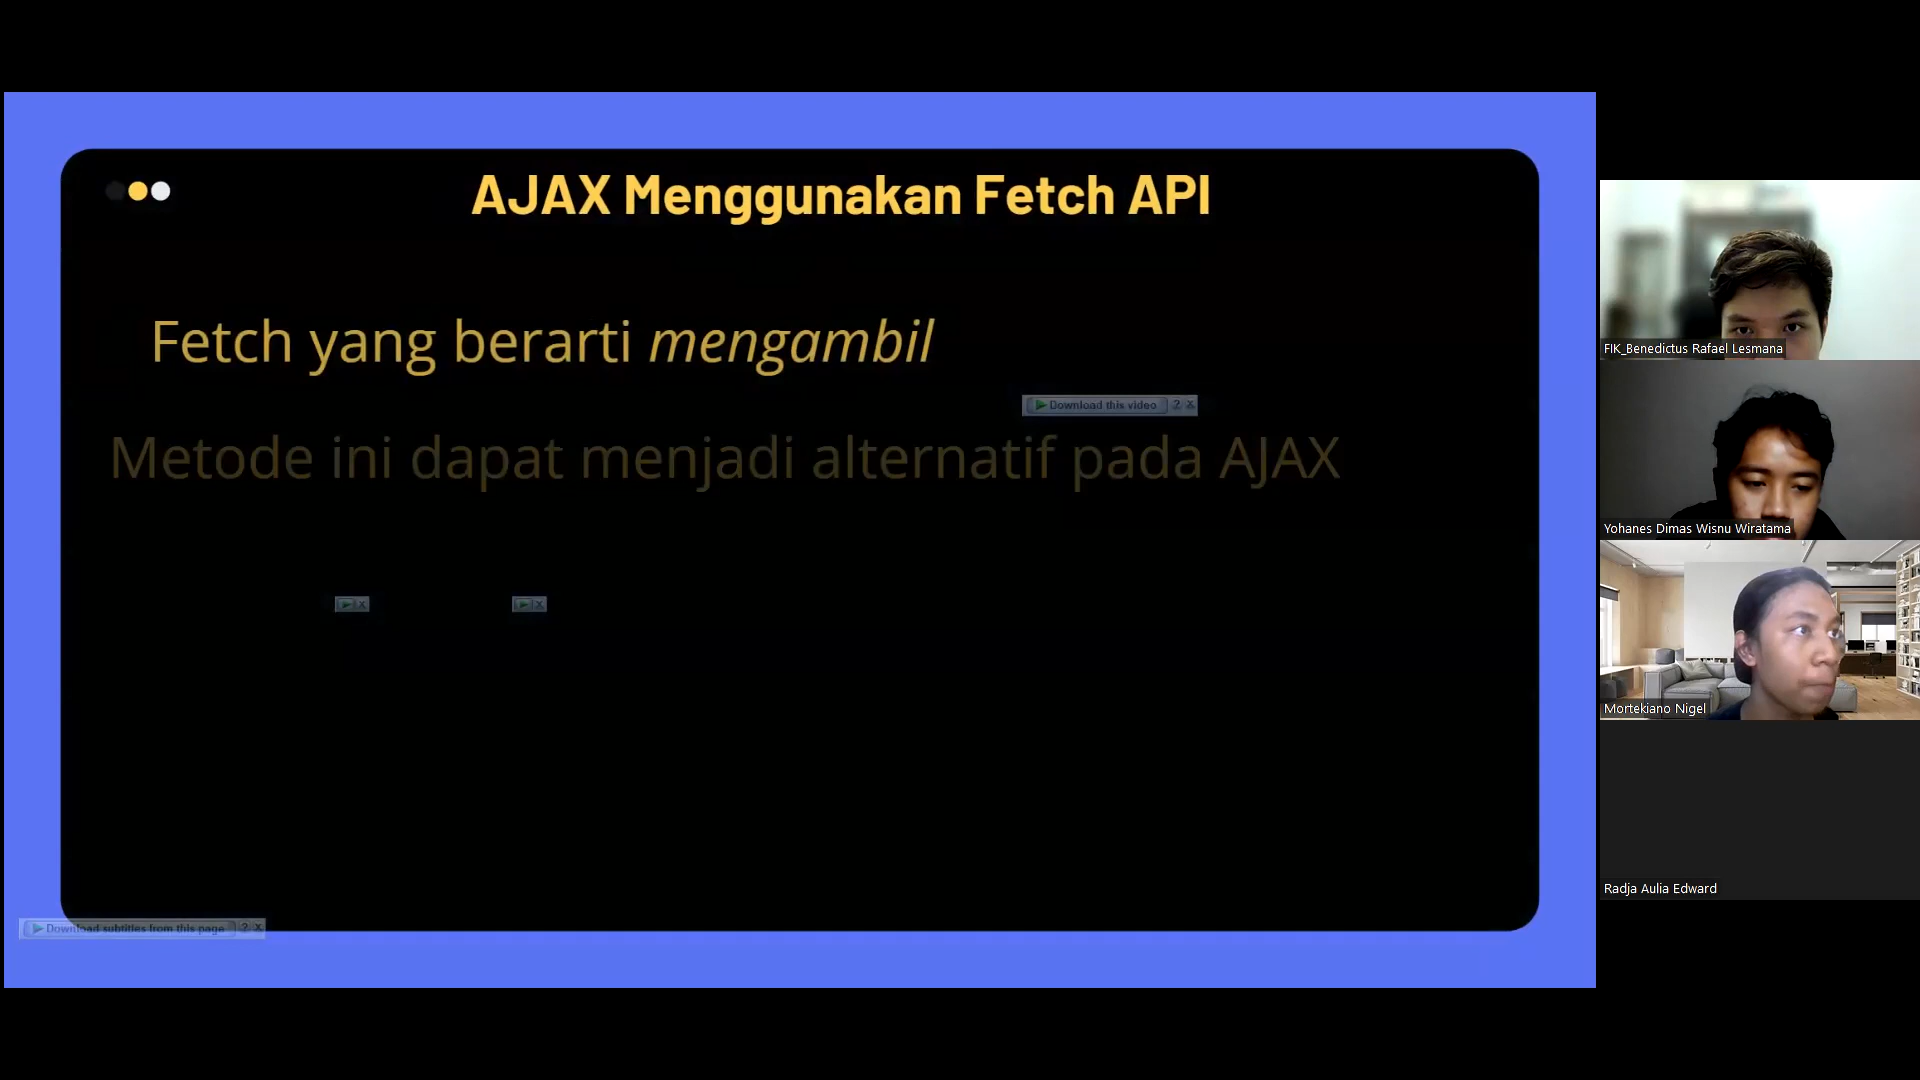 AJAX Menggunakan Fetch API
Fetch yang berarti mengambil
Download this video ? X
Metode ini dapat menjadi alternatif pada AJAX
X
X
Download subtitles from this page ? X
FIK_Benedictus Rafael Lesmana
Yohanes Dimas Wisnu Wiratama
Mortekiano Nigel
Radja Aulia Edward